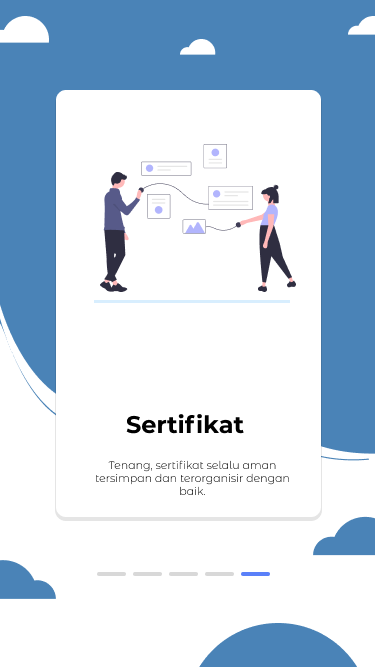 Sertifikat
Tenang, sertifikat selalu aman
tersimpan dan terorganisir dengan
baik.